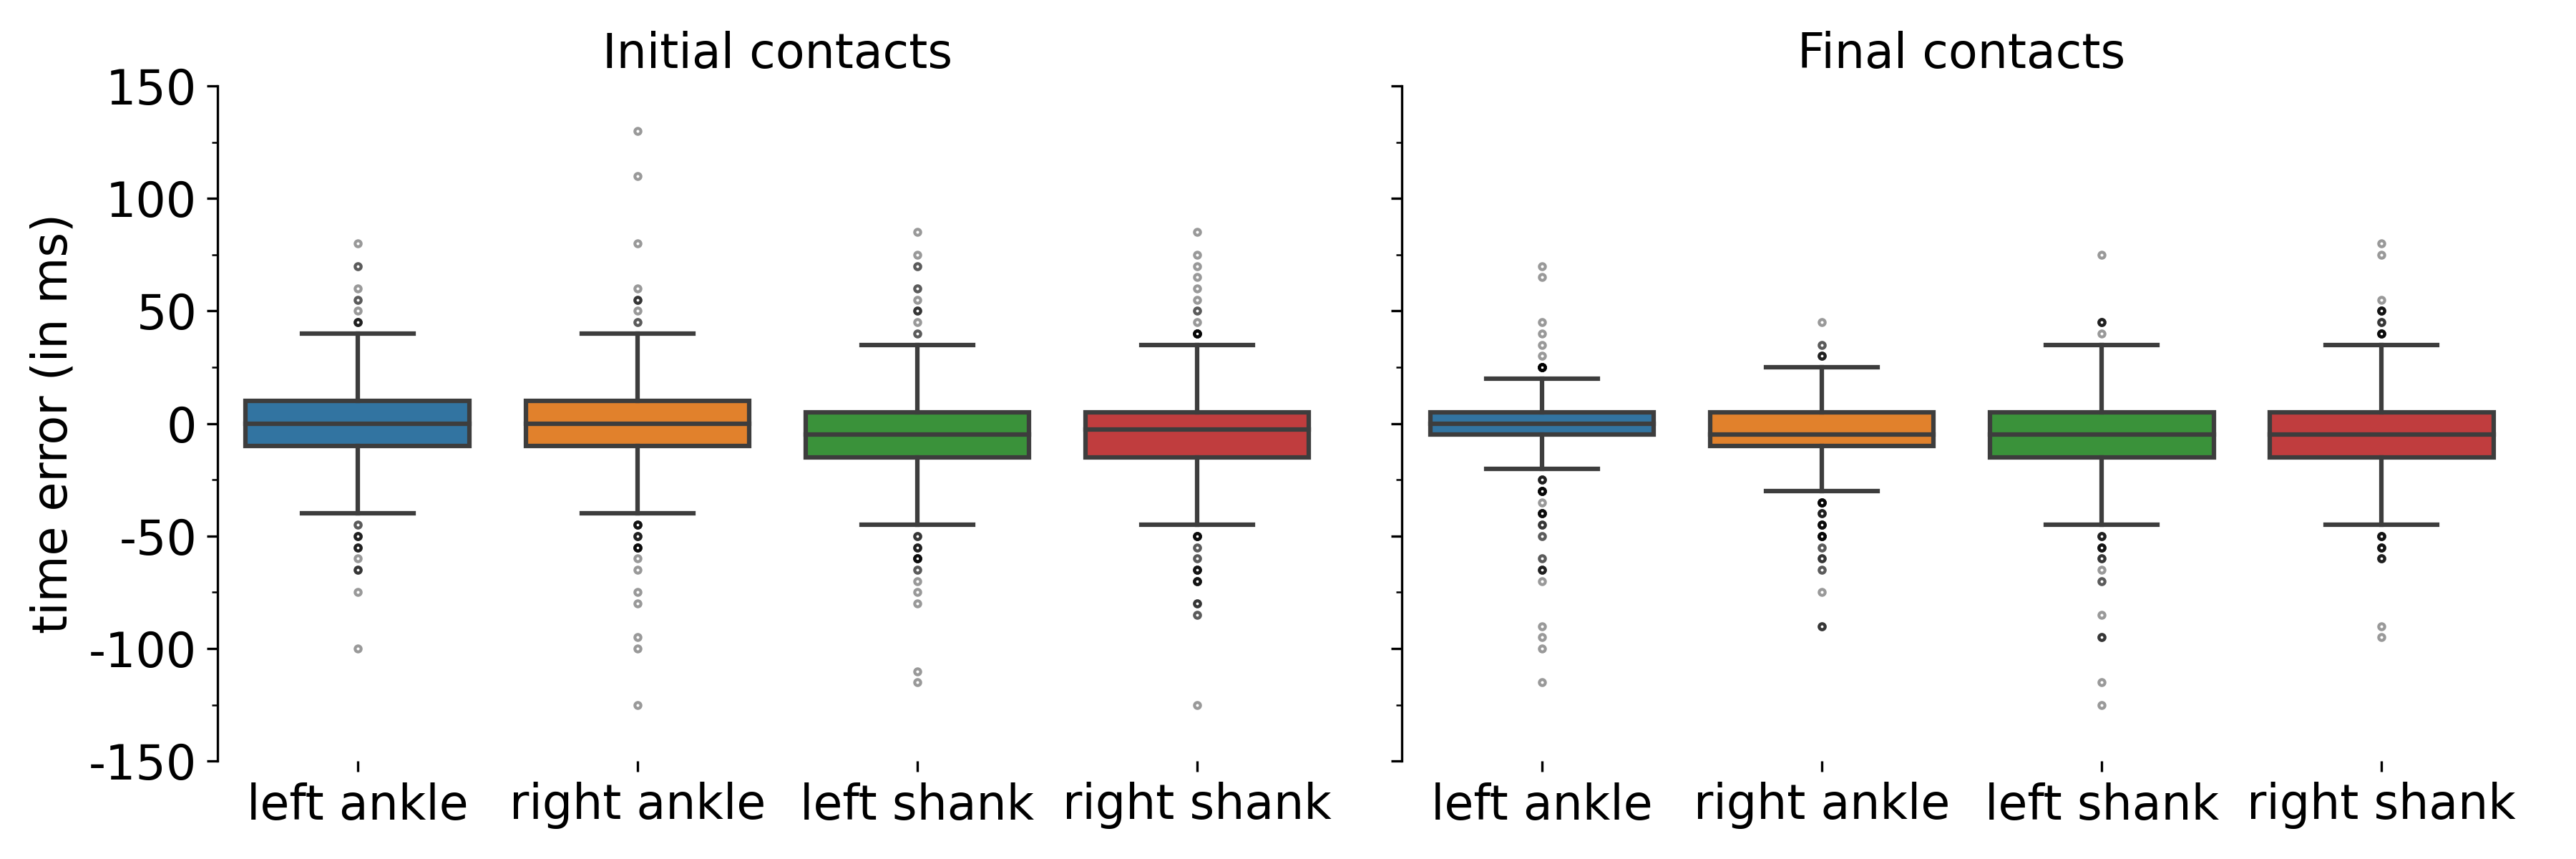 Initial contacts
Final contacts
time error (in ms)
150
100
50
0
-50
-100
-150
left ankle right ankle left shank right shank
left ankle right ankle left shank right shank